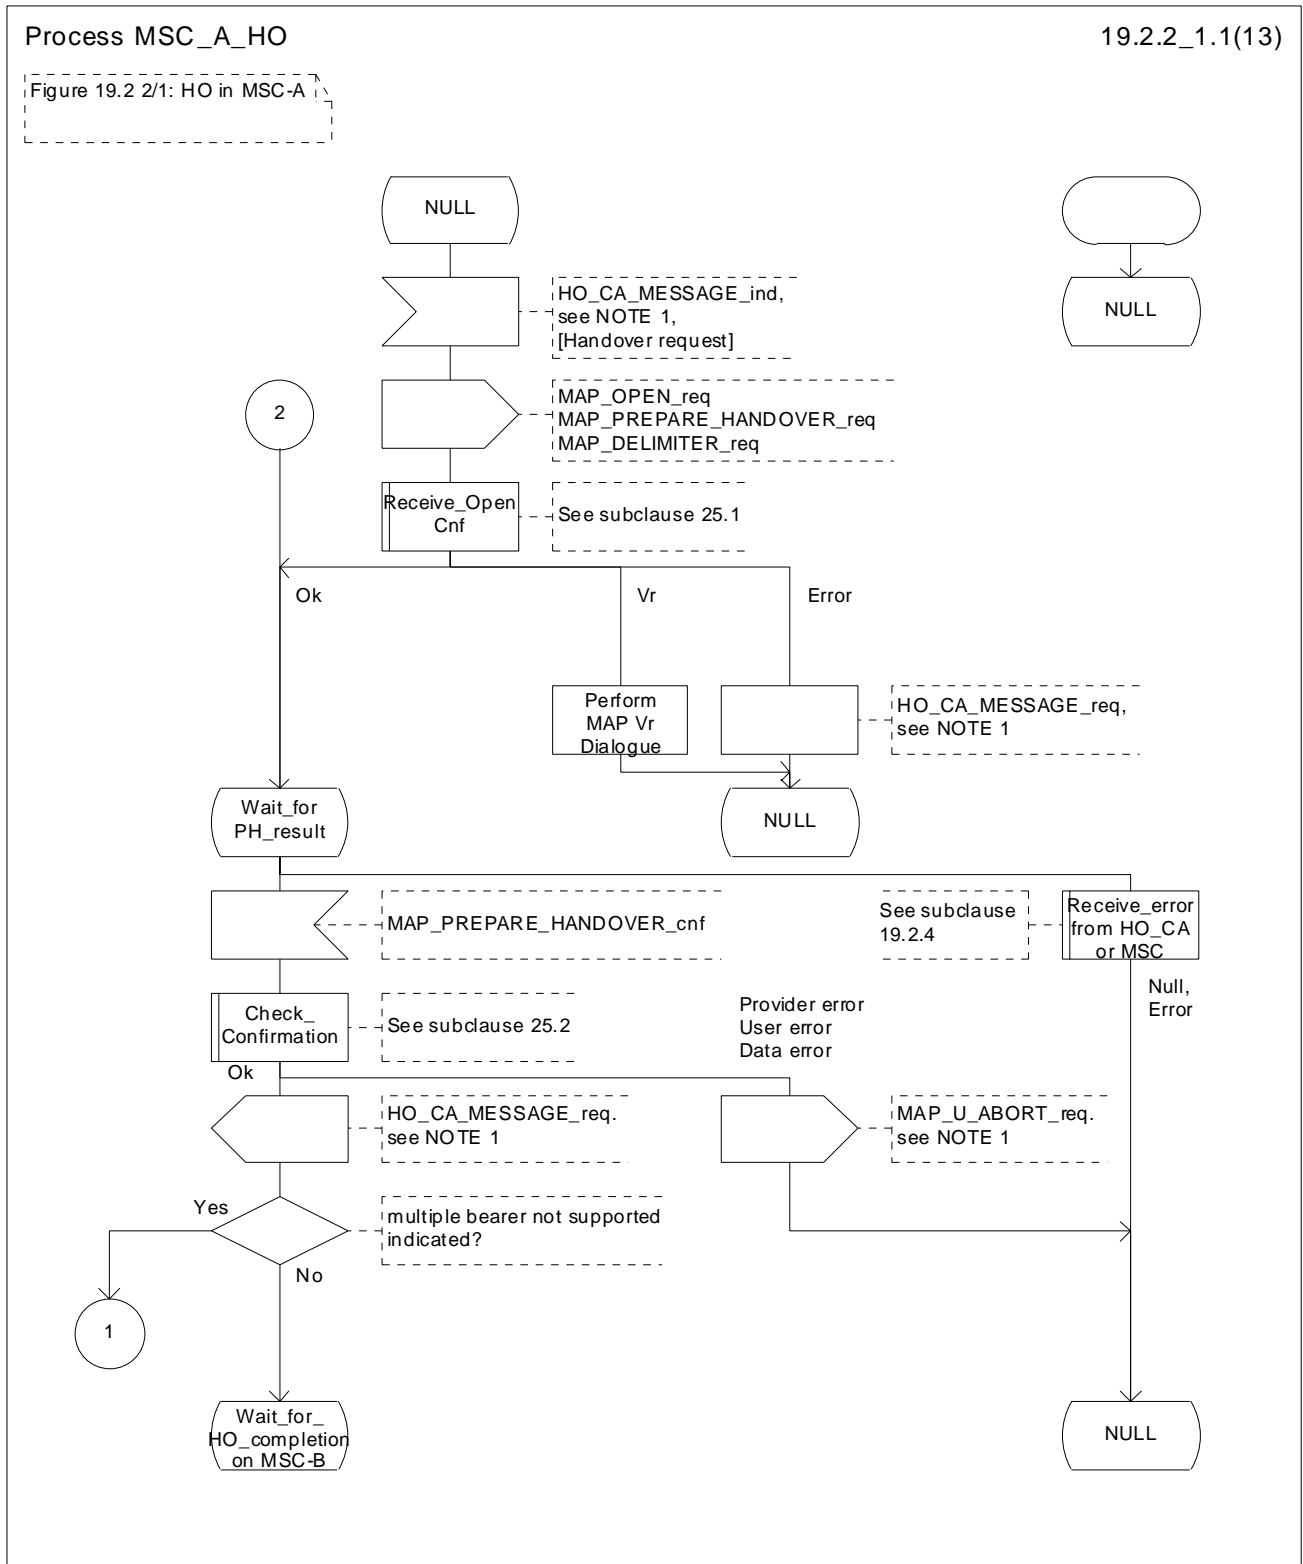 Process MSC_A_HO
19.2.2_1.1(13)
Figure 19.2 2/1: HO in MSC-A
NULL
HO_CA_MESSAGE_ind,
see NOTE 1,
[Handover request]
NULL
2
MAP_OPEN_req
MAP_PREPARE_HANDOVER_req
MAP_DELIMITER_req
Receive_Open
Cnf
See subclause 25.1
Ok
Vr
Error
Perform
MAP Vr
Dialogue
HO_CA_MESSAGE_req,
see NOTE 1
Wait_for
PH_result
NULL
MAP_PREPARE_HANDOVER_cnf
See subclause
19.2.4
Receive_error
from HO_CA
or MSC
Null,
Error
Check_
Confirmation
See subclause 25.2
Provider error
User error
Data error
Ok
HO_CA_MESSAGE_req.
see NOTE 1
MAP_U_ABORT_req.
see NOTE 1
Yes
multiple bearer not supported
indicated?
No
1
Wait_for_
HO_completion
on MSC-B
NULL